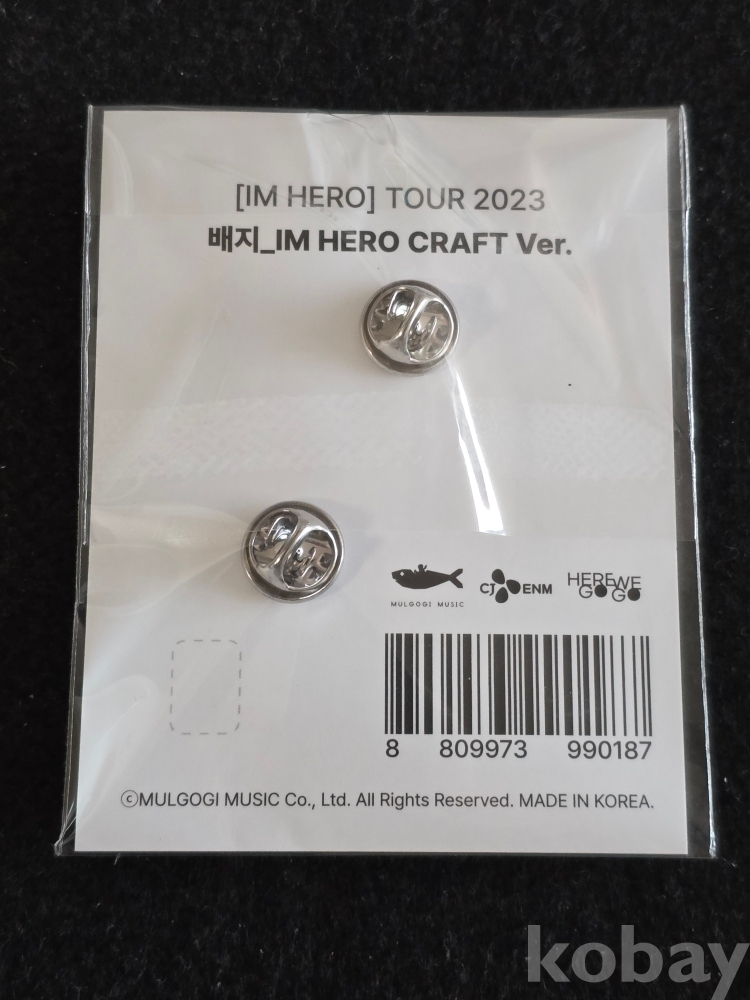 [IM HERO] TOUR 2023
배지_IM HERO CRAFT Ver.
MULGOGI MUSIC
CJ ENM
HERE WE
GO GO
8 809973 990187
ⓒMULGOGI MUSIC Co., Ltd. All Rights Reserved. MADE IN KOREA.
kobay